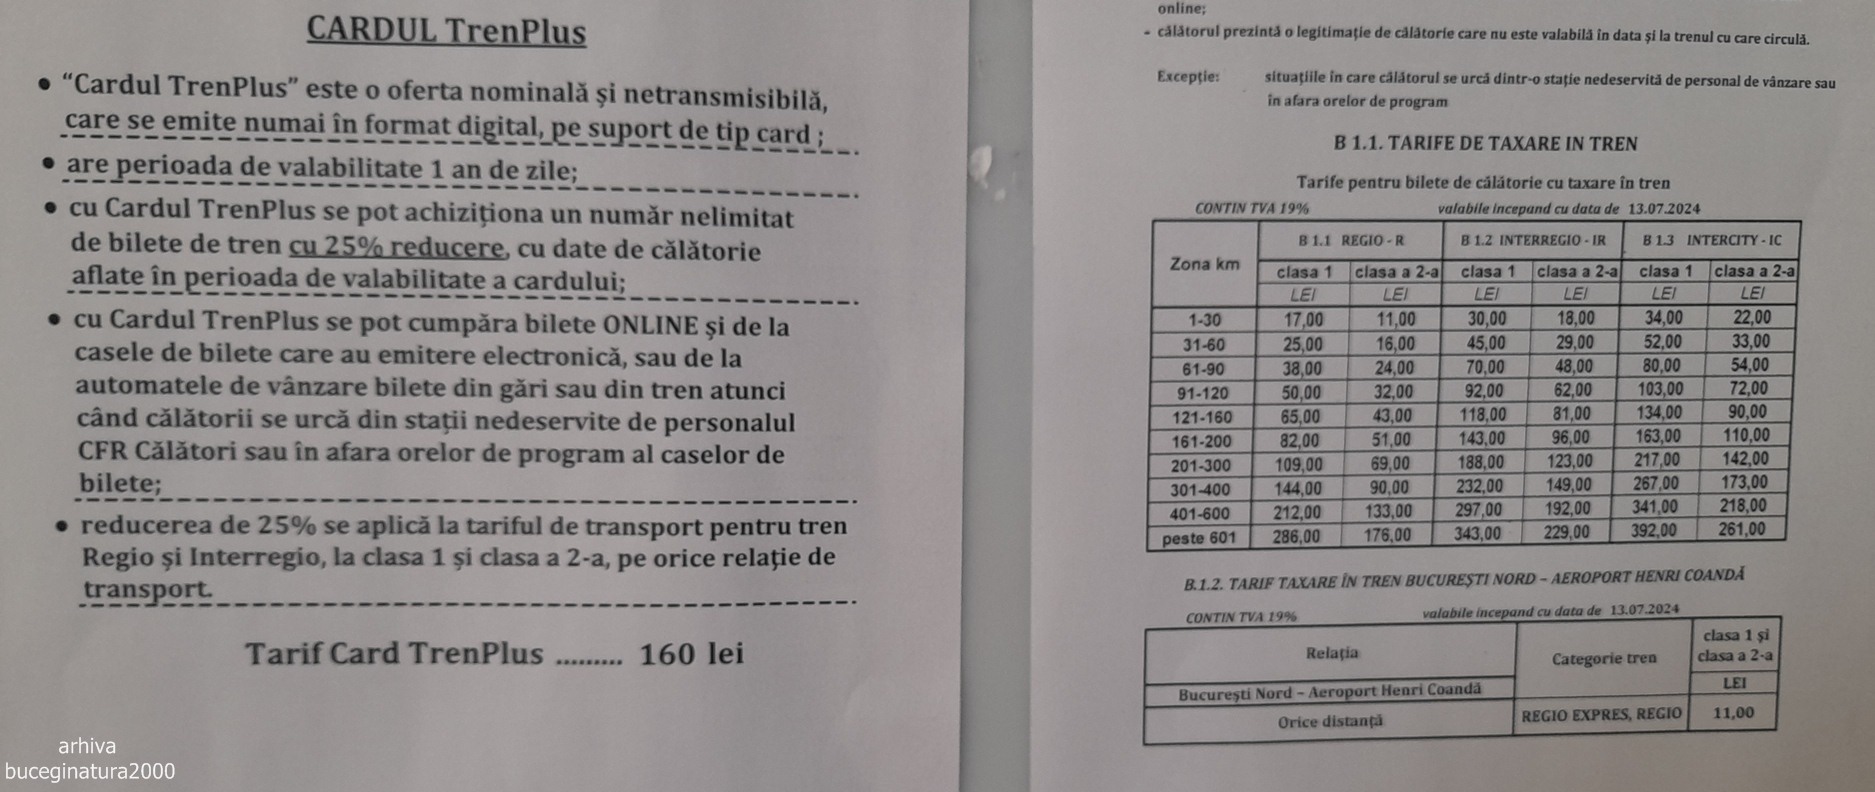 CARDUL TrenPlus
• “Cardul TrenPlus” este o oferta nominală şi netransmisibilă,
care se emite numai în format digital, pe suport de tip card ;
• are perioada de valabilitate 1 an de zile;
• cu Cardul TrenPlus se pot achiziţiona un număr nelimitat
de bilete de tren cu 25% reducere, cu date de călătorie
aflate în perioada de valabilitate a cardului;
• cu Cardul TrenPlus se pot cumpăra bilete ONLINE şi de la
casele de bilete care au emitere electronică, sau de la
automatele de vânzare bilete din gări sau din tren atunci
când călătorii se urcă din staţii nedeservite de personalul
CFR Călători sau în afara orelor de program al caselor de
bilete;
• reducerea de 25% se aplică la tariful de transport pentru tren
Regio şi Interregio, la clasa 1 şi clasa a 2-a, pe orice relaţie de
transport.
Tarif Card TrenPlus ......... 160 lei
arhiva
buceginatura2000
online;
- călătorul prezintă o legitimaţie de călătorie care nu este valabilă în data şi la trenul cu care circulă.
Excepţie: situaţiile în care călătorul se urcă dintr-o staţie nedeservită de personal de vânzare sau
în afara orelor de program
B 1.1. TARIFE DE TAXARE IN TREN
Tarife pentru bilete de călătorie cu taxare în tren
CONTIN TVA 19% valabile incepand cu data de 13.07.2024
Zona km B 1.1 REGIO - R B 1.2 INTERREGIO - IR B 1.3 INTERCITY - IC
clasa 1 clasa a 2-a clasa 1 clasa a 2-a clasa 1 clasa a 2-a
LEI LEI LEI LEI LEI LEI
1-30 17,00 11,00 30,00 18,00 34,00 22,00
31-60 25,00 16,00 45,00 29,00 52,00 33,00
61-90 38,00 24,00 70,00 48,00 80,00 54,00
91-120 50,00 32,00 92,00 62,00 103,00 72,00
121-160 65,00 43,00 118,00 81,00 134,00 90,00
161-200 82,00 51,00 143,00 96,00 163,00 110,00
201-300 109,00 69,00 188,00 123,00 217,00 142,00
301-400 144,00 90,00 232,00 149,00 267,00 173,00
401-600 212,00 133,00 297,00 192,00 341,00 218,00
peste 601 286,00 176,00 343,00 229,00 392,00 261,00
B.1.2. TARIF TAXARE ÎN TREN BUCUREŞTI NORD – AEROPORT HENRI COANDĂ
CONTIN TVA 19% valabile incepand cu data de 13.07.2024
Relaţia Categorie tren clasa 1 şi
clasa a 2-a
Bucureşti Nord – Aeroport Henri Coandă LEI
Orice distanţă REGIO EXPRES, REGIO 11,00